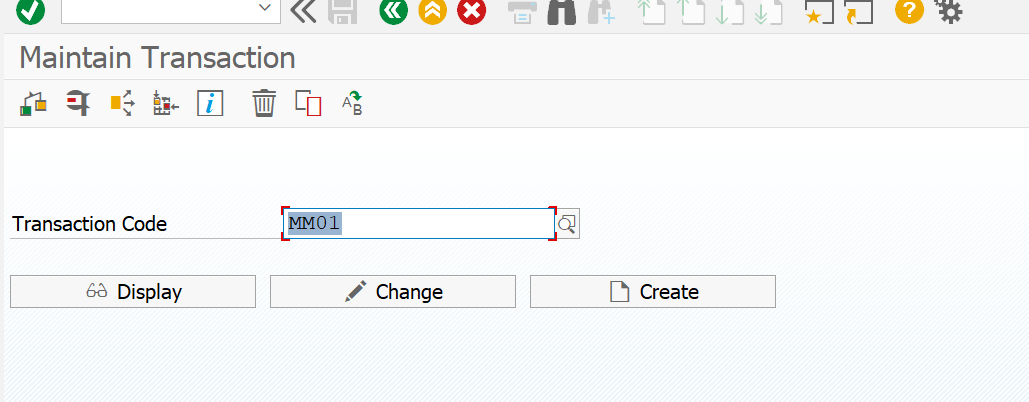 Maintain Transaction
Transaction Code MM01
Display Change Create